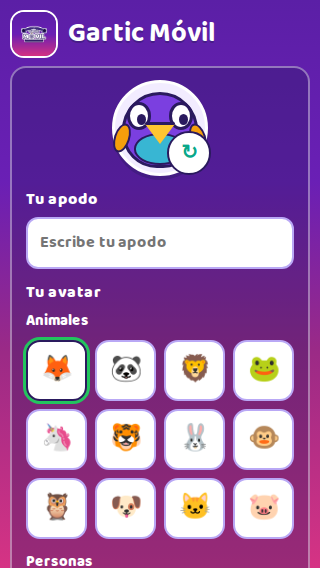 Gartic Móvil
Tu apodo
Escribe tu apodo
Tu avatar
Animales
Personas